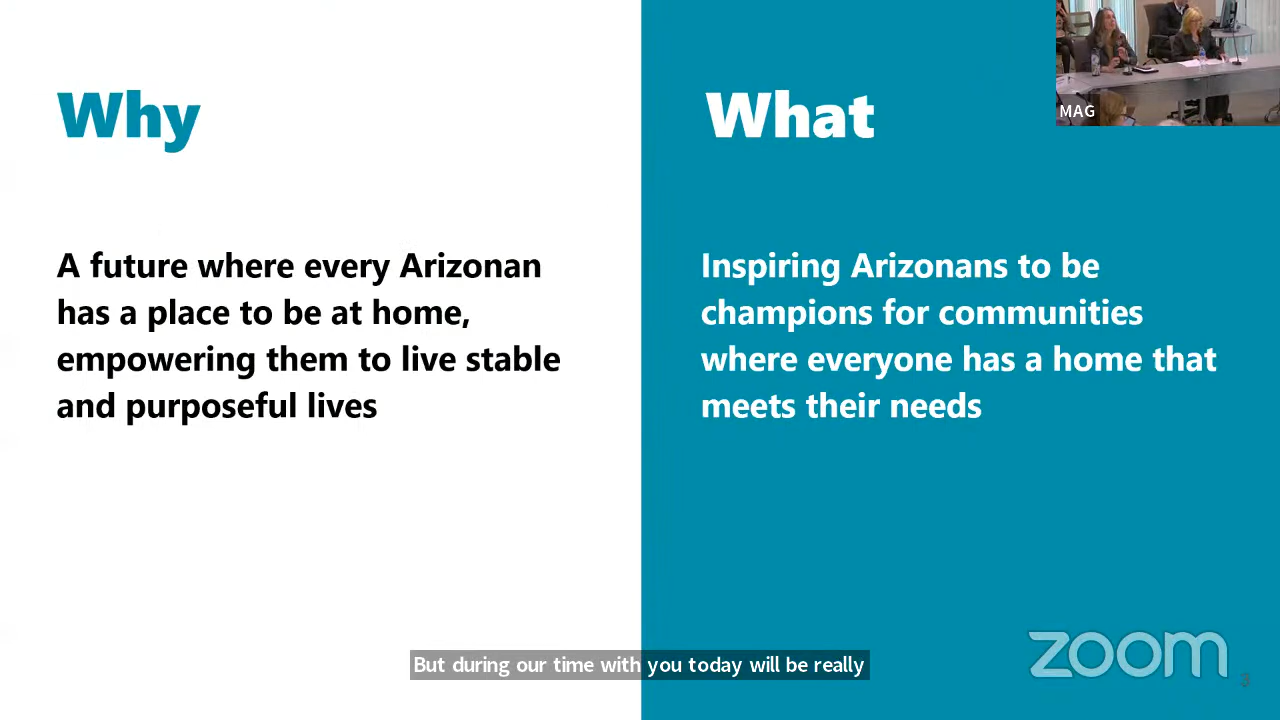 Why
A future where every Arizonan
has a place to be at home,
empowering them to live stable
and purposeful lives
What
Inspiring Arizonans to be
champions for communities
where everyone has a home that
meets their needs
MAG
But during our time with you today will be really
zoom
3